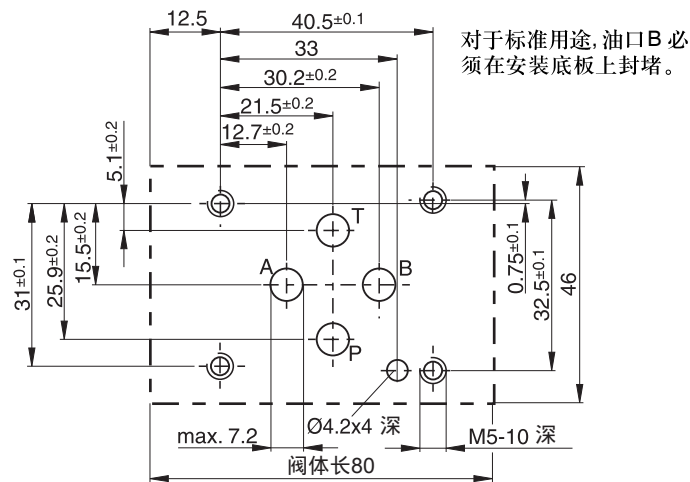 12.5
40.5±0.1
33
30.2±0.2
21.5±0.2
12.7±0.2
对于标准用途,油口B 必
须在安装底板上封堵。
5.1±0.2
T
A
B
P
31±0.1
25.9±0.2
15.5±0.2
0.75±0.1
32.5±0.1
46
Ø4.2x4 深
max. 7.2
M5-10 深
阀体长80